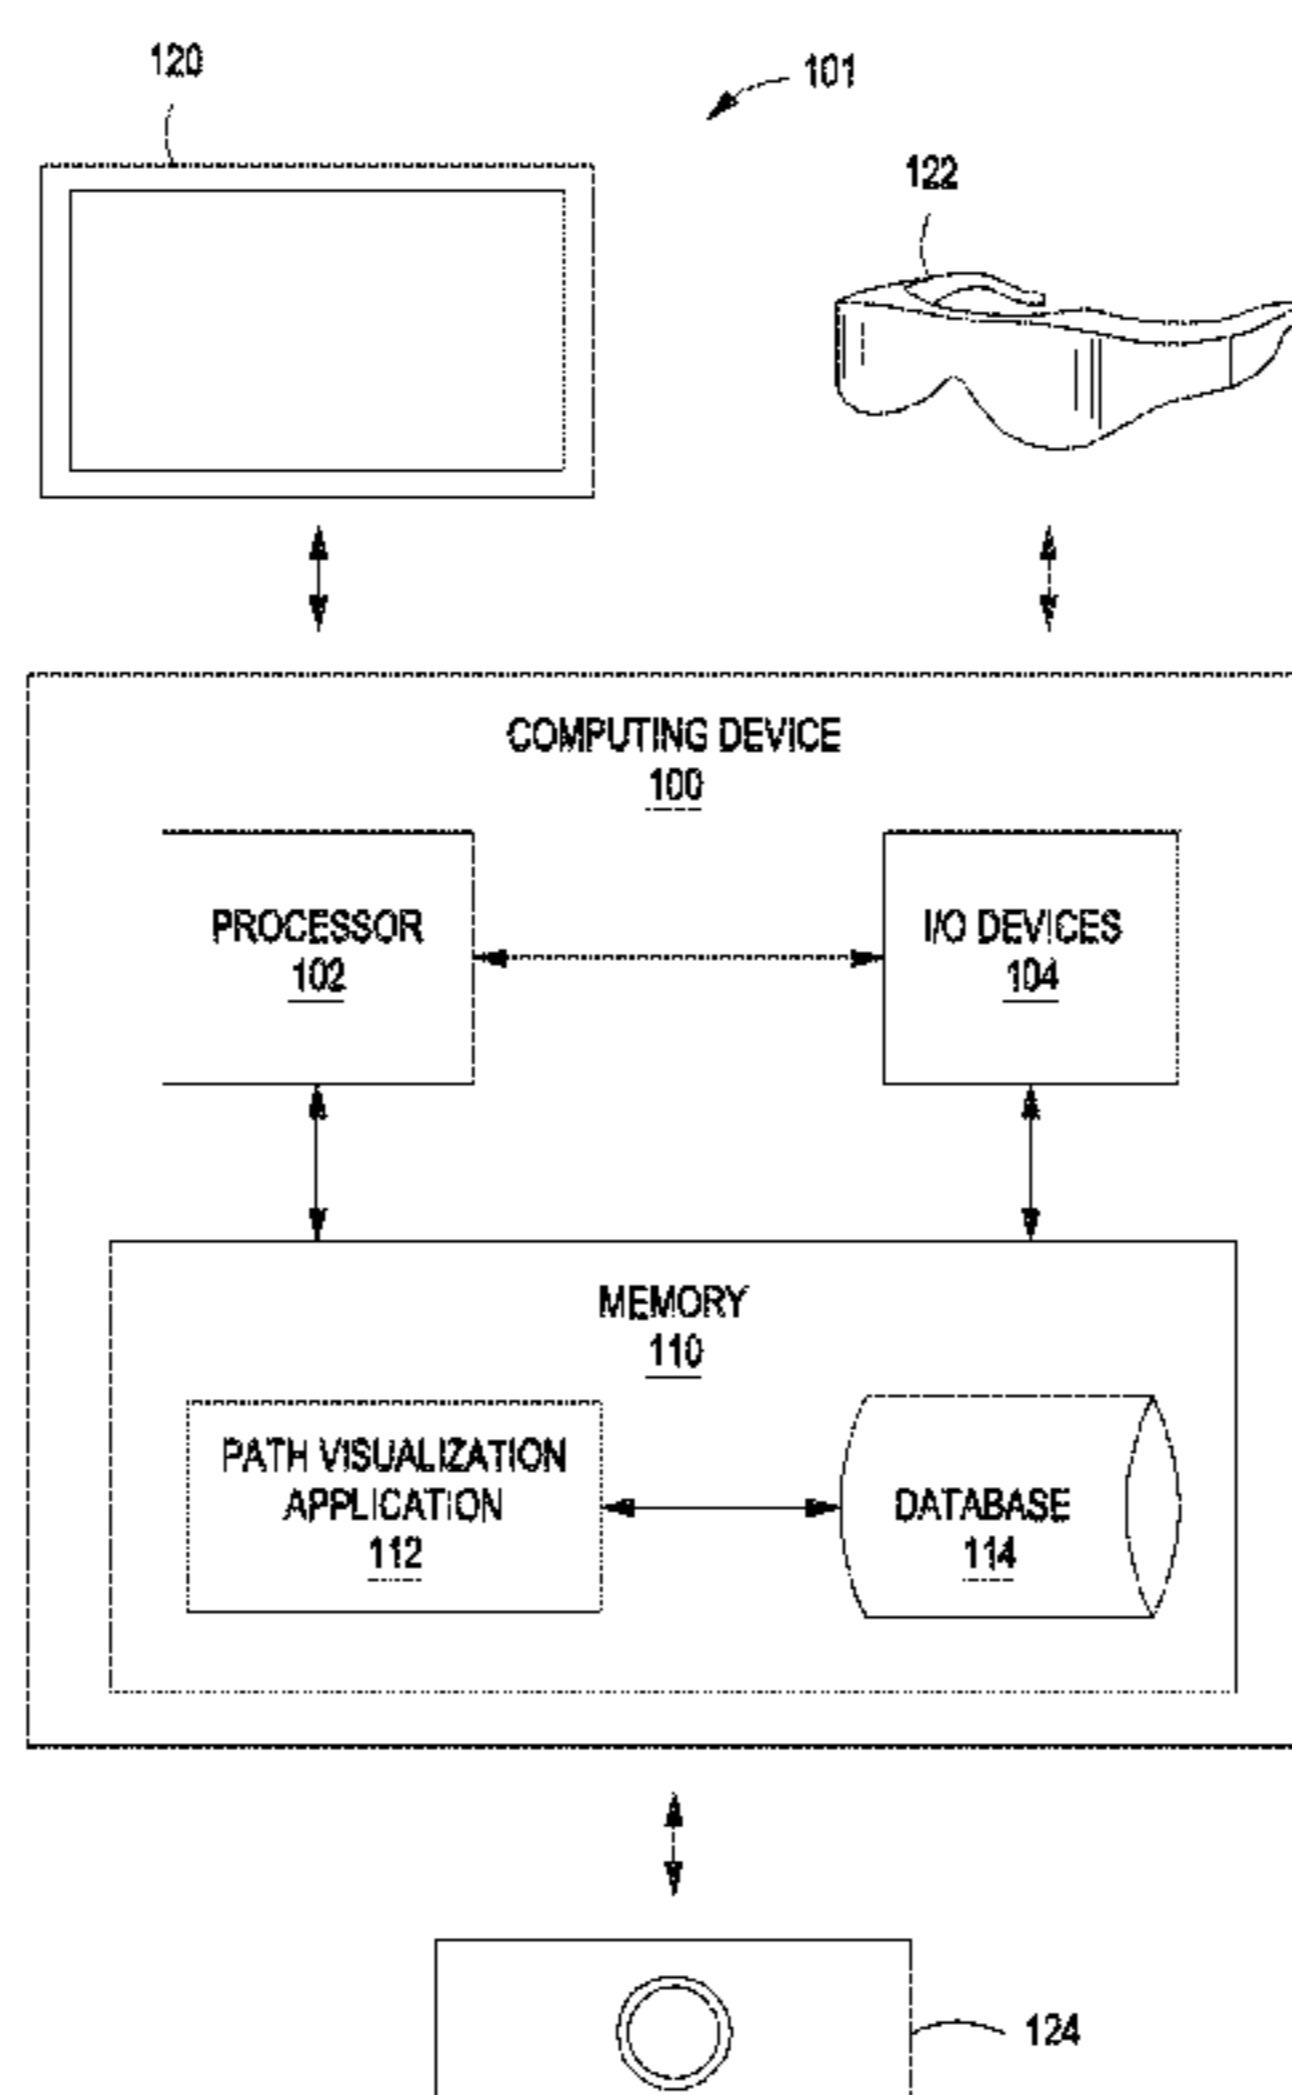 120
101
122
COMPUTING DEVICE
100
PROCESSOR
102
I/O DEVICES
104
MEMORY
110
PATH VISUALIZATION
APPLICATION
112
DATABASE
114
124